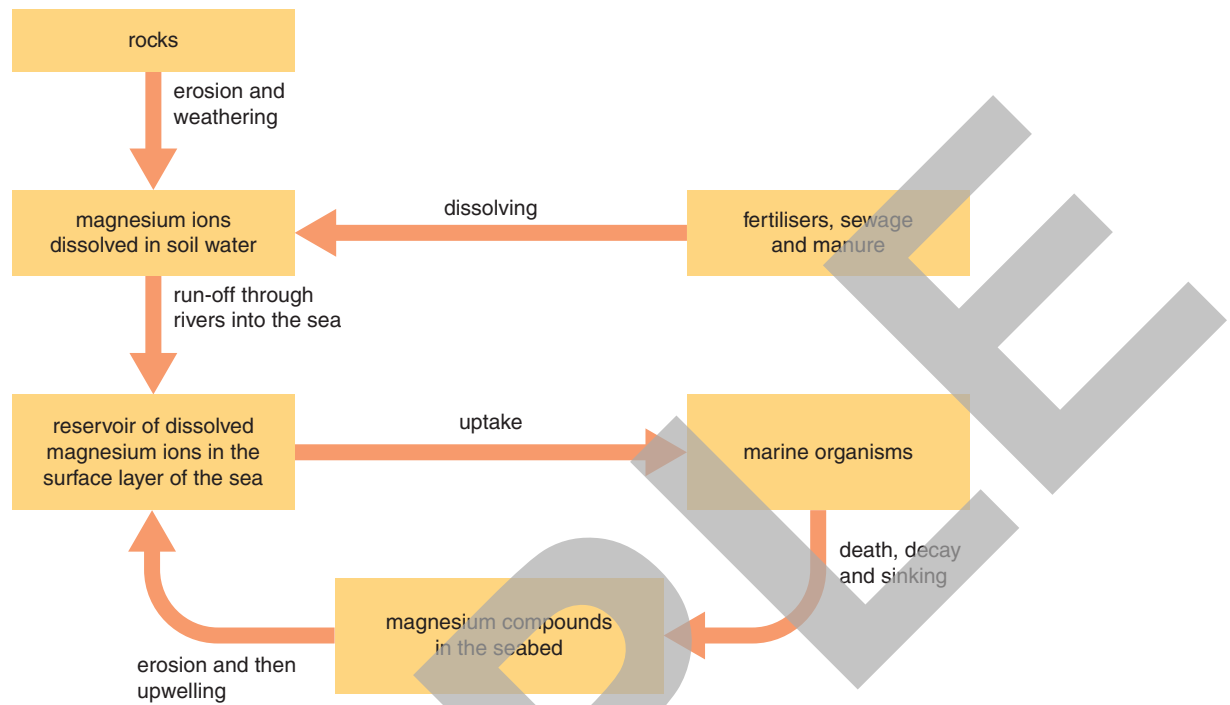 rocks
erosion and
weathering
magnesium ions
dissolved in soil water
dissolving
fertilisers, sewage
and manure
run-off through
rivers into the sea
reservoir of dissolved
magnesium ions in the
surface layer of the sea
uptake
marine organisms
death, decay
and sinking
magnesium compounds
in the seabed
erosion and then
upwelling
PLE